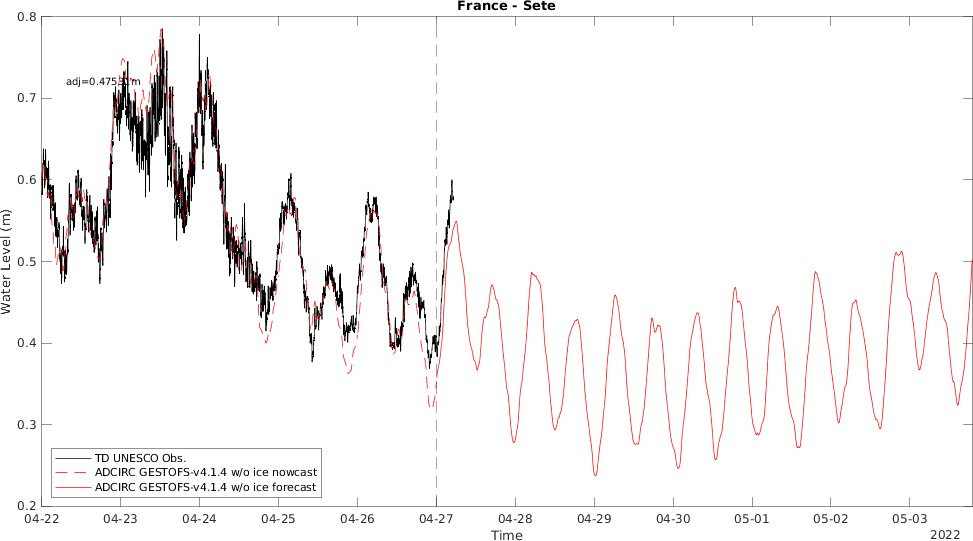 France - Sete
0.8
0.7
0.6
0.5
0.4
0.3
0.2
Water Level (m)
TD UNESCO Obs.
ADCIRC GESTOFS-v4.1.4 w/o ice nowcast
ADCIRC GESTOFS-v4.1.4 w/o ice forecast
04-22 04-23 04-24 04-25 04-26 04-27 04-28 04-29 04-30 05-01 05-02 05-03
Time
2022